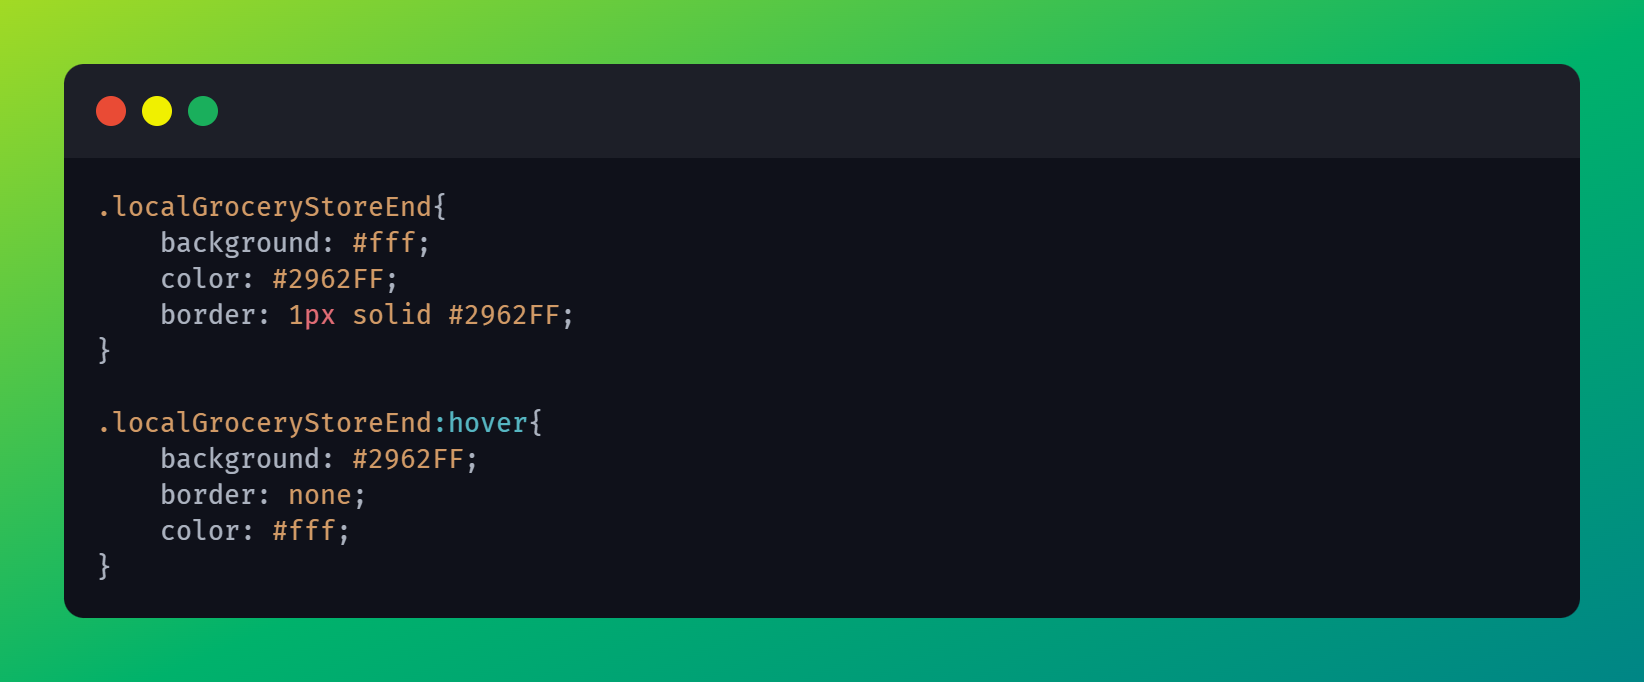 .localGroceryStoreEnd{
    background: #fff;
    color: #2962FF;
    border: 1px solid #2962FF;
}

.localGroceryStoreEnd:hover{
    background: #2962FF;
    border: none;
    color: #fff;
}